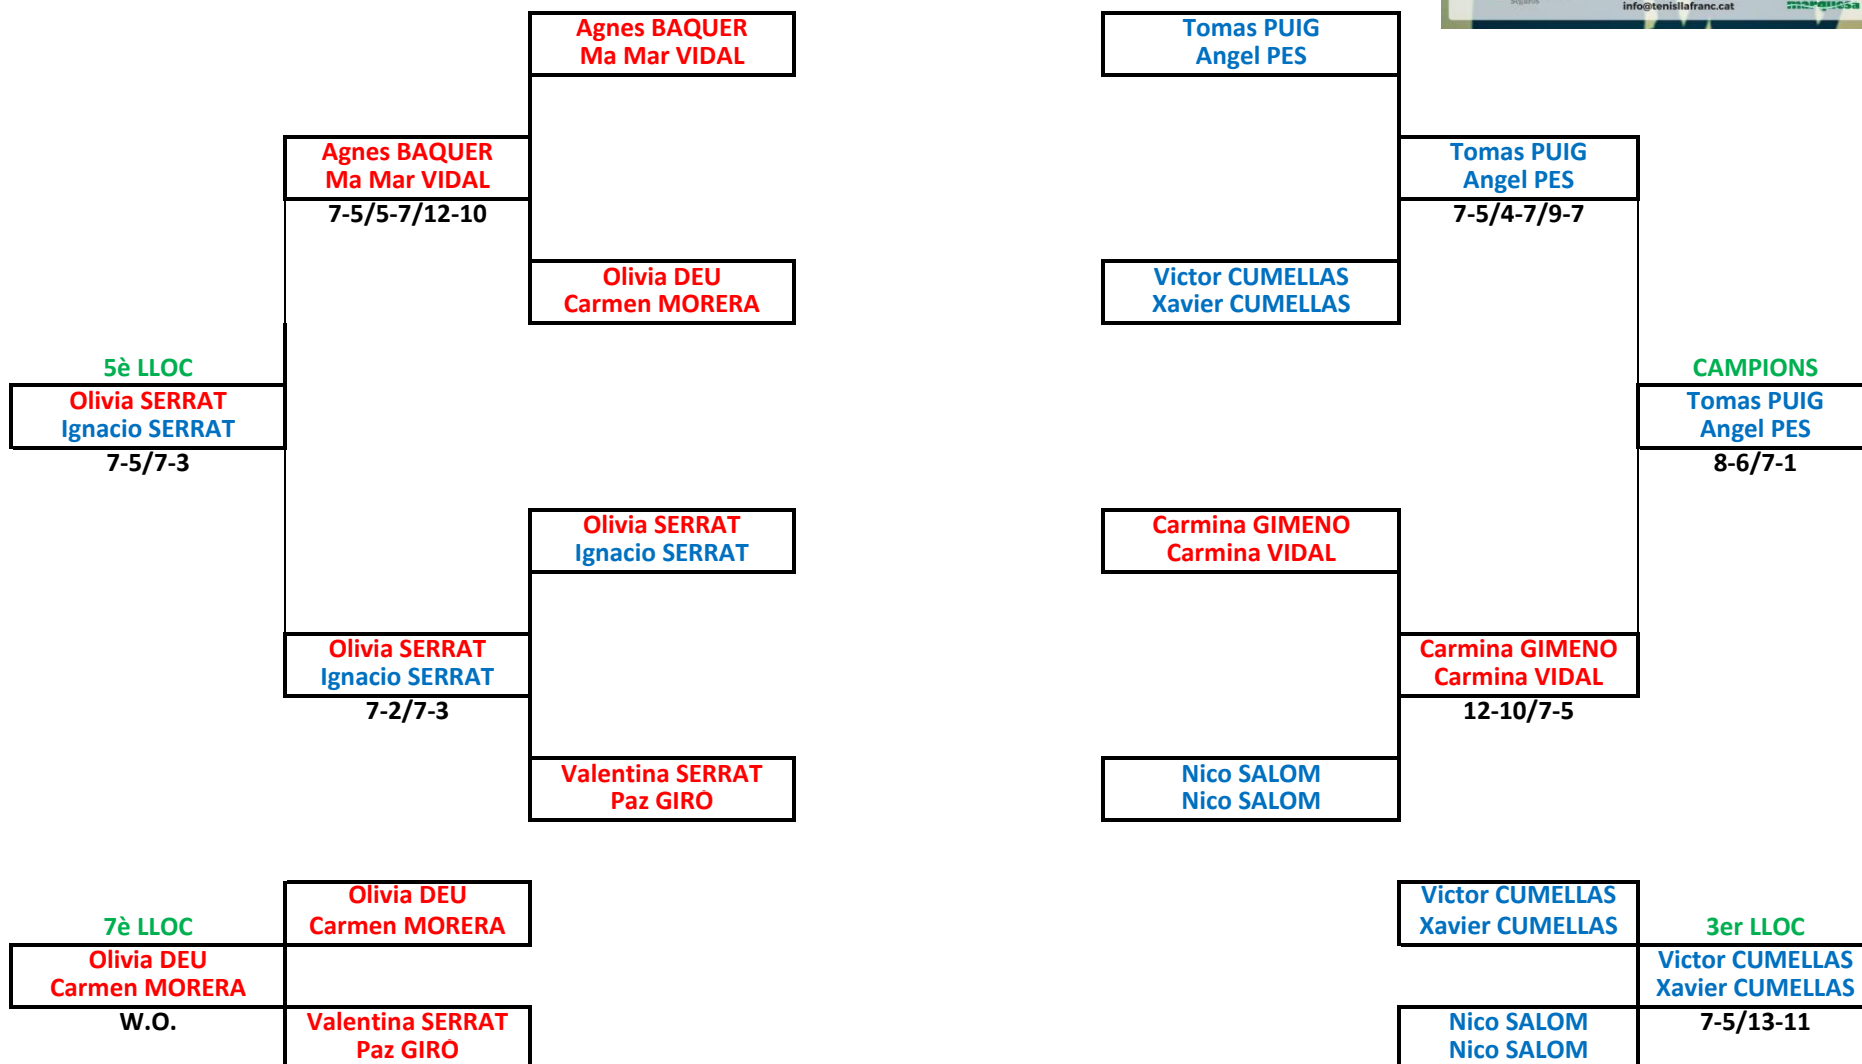 info@tenisllafranc.cat
Agnes BAQUER
Ma Mar VIDAL
Tomas PUIG
Angel PES
Agnes BAQUER
Ma Mar VIDAL
7-5/5-7/12-10
Tomas PUIG
Angel PES
7-5/4-7/9-7
Olivia DEU
Carmen MORERA
Victor CUMELLAS
Xavier CUMELLAS
5è LLOC
Olivia SERRAT
Ignacio SERRAT
7-5/7-3
CAMPIONS
Tomas PUIG
Angel PES
8-6/7-1
Olivia SERRAT
Ignacio SERRAT
Carmina GIMENO
Carmina VIDAL
Olivia SERRAT
Ignacio SERRAT
7-2/7-3
Carmina GIMENO
Carmina VIDAL
12-10/7-5
Valentina SERRAT
Paz GIRÓ
Nico SALOM
Nico SALOM
Olivia DEU
Carmen MORERA
7è LLOC
Olivia DEU
Carmen MORERA
W.O.
Valentina SERRAT
Paz GIRÓ
Victor CUMELLAS
Xavier CUMELLAS
3er LLOC
Victor CUMELLAS
Xavier CUMELLAS
7-5/13-11
Nico SALOM
Nico SALOM